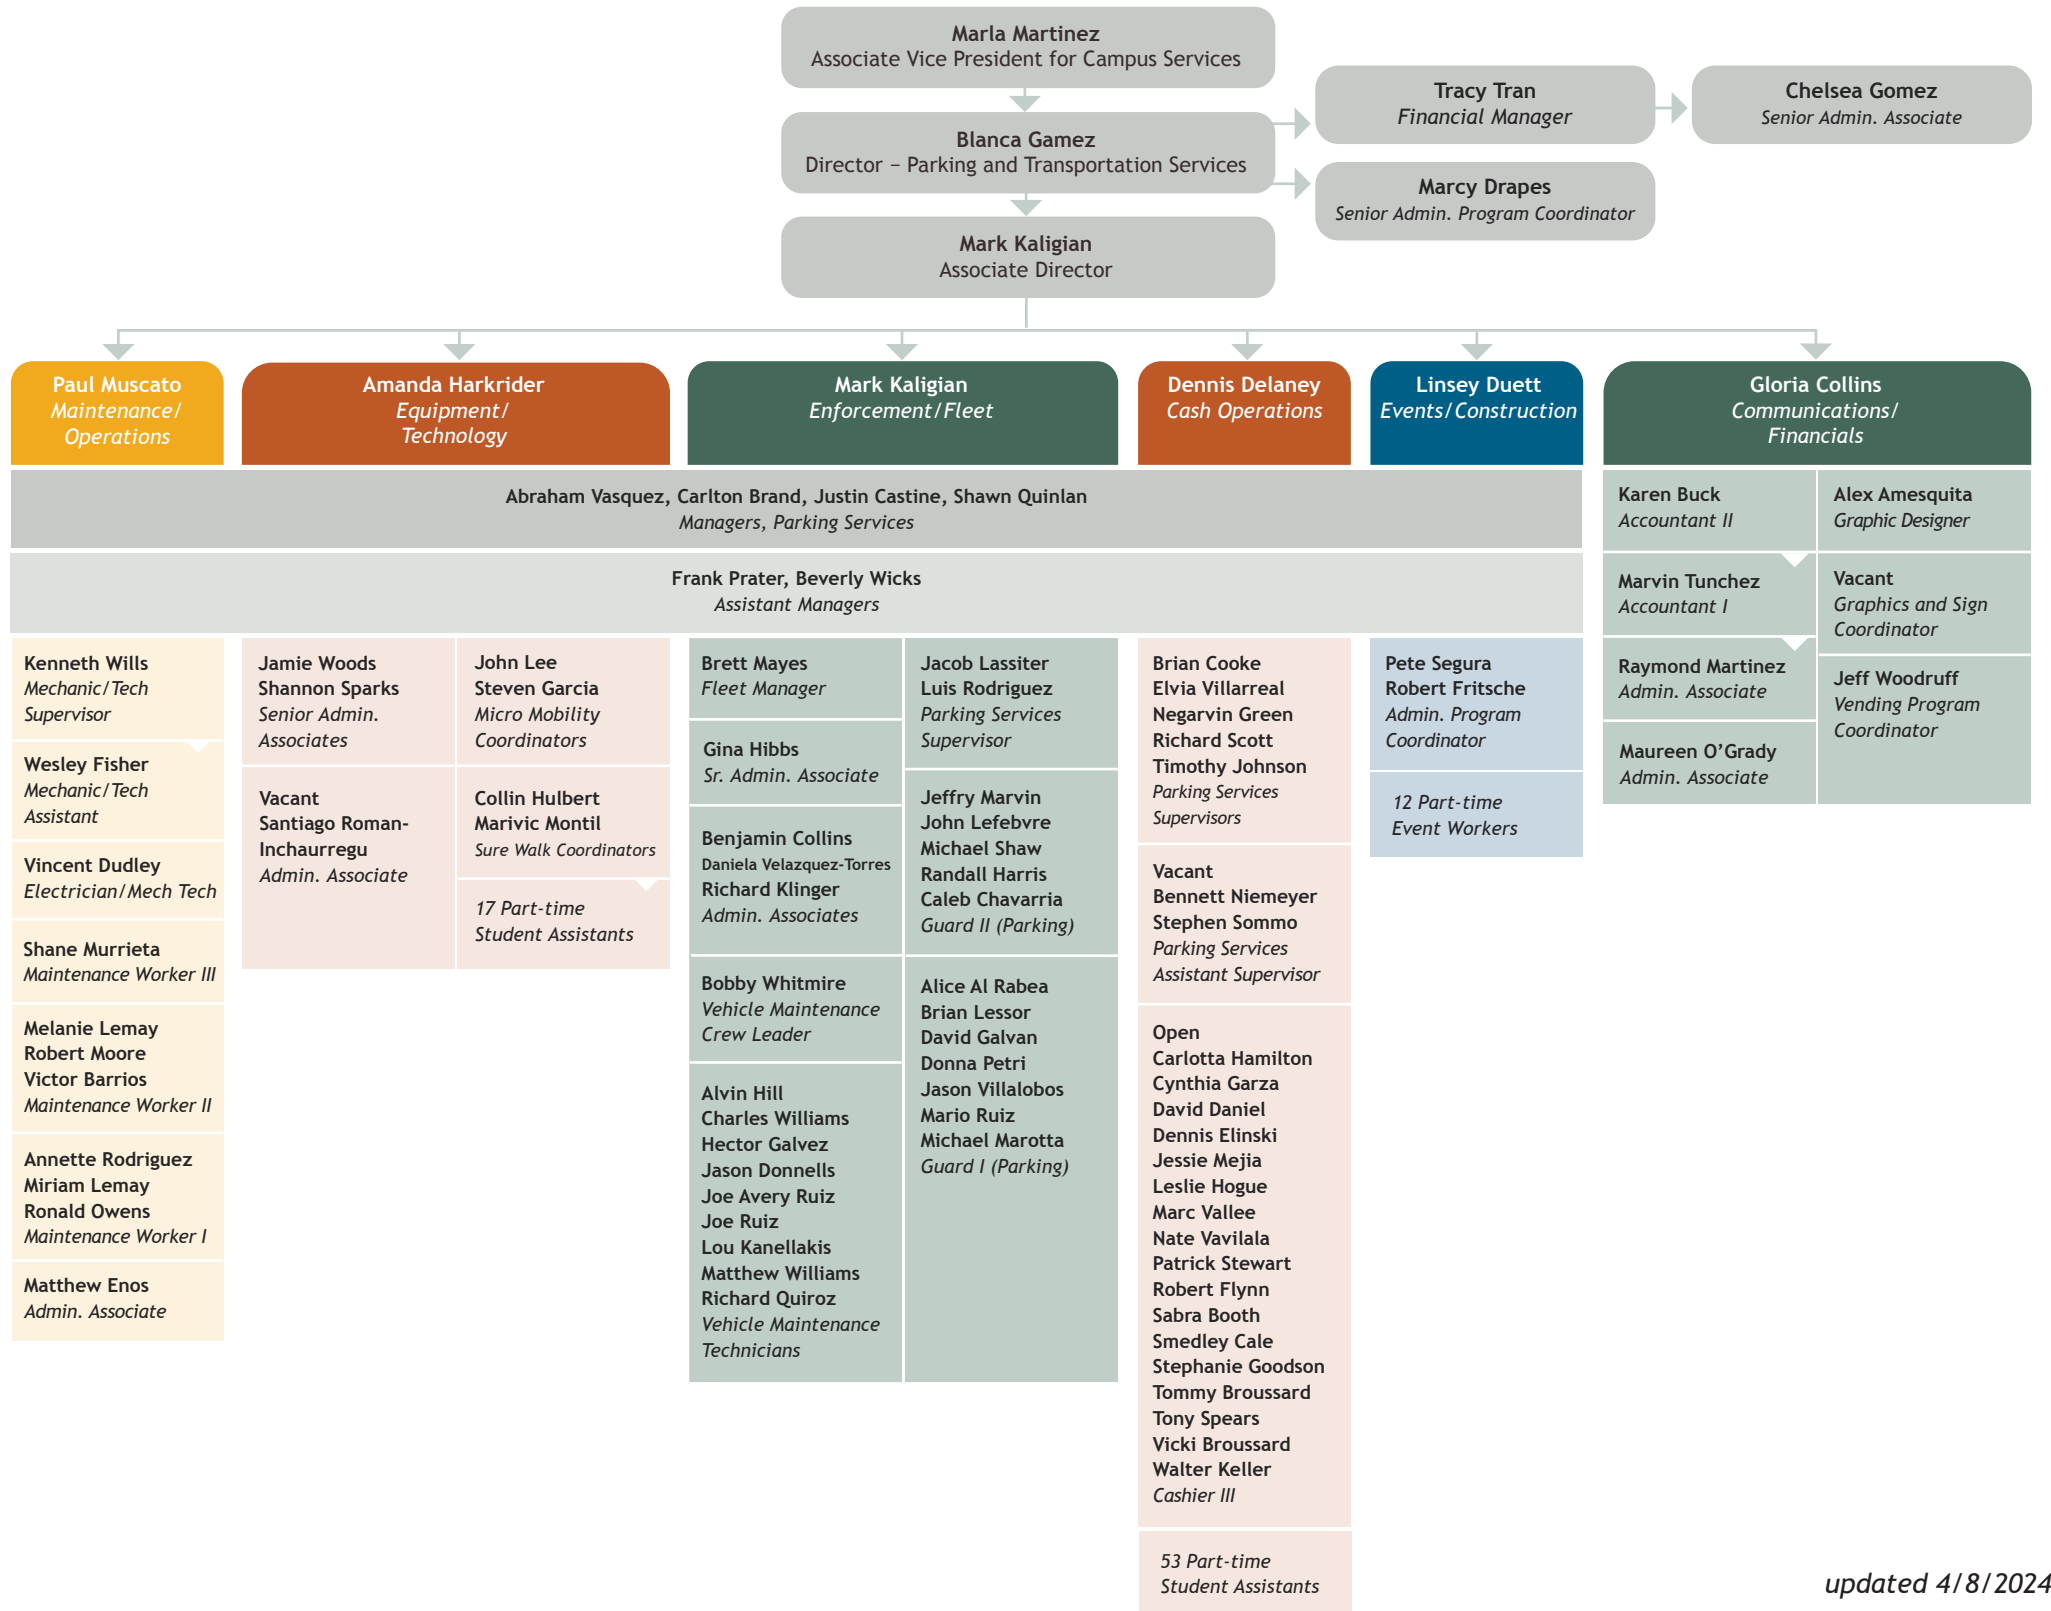 Marla Martinez
Associate Vice President for Campus Services
Blanca Gamez
Director – Parking and Transportation Services
Tracy Tran
Financial Manager
Chelsea Gomez
Senior Admin. Associate
Marcy Drapes
Senior Admin. Program Coordinator
Mark Kaligian
Associate Director
Paul Muscato
Maintenance/
Operations
Amanda Harkrider
Equipment/
Technology
Mark Kaligian
Enforcement/Fleet
Dennis Delaney
Cash Operations
Linsey Duett
Events/Construction
Gloria Collins
Communications/
Financials
Abraham Vasquez, Carlton Brand, Justin Castine, Shawn Quinlan
Managers, Parking Services
Frank Prater, Beverly Wicks
Assistant Managers
Kenneth Wills
Mechanic/Tech
Supervisor
Wesley Fisher
Mechanic/Tech
Assistant
Vincent Dudley
Electrician/Mech Tech
Shane Murrieta
Maintenance Worker III
Melanie Lemay
Robert Moore
Victor Barrios
Maintenance Worker II
Annette Rodriguez
Miriam Lemay
Ronald Owens
Maintenance Worker I
Matthew Enos
Admin. Associate
Jamie Woods
Shannon Sparks
Senior Admin.
Associates
Vacant
Santiago Roman-
Inchaurregu
Admin. Associate
John Lee
Steven Garcia
Micro Mobility
Coordinators
Collin Hulbert
Marivic Montil
Sure Walk Coordinators
17 Part-time
Student Assistants
Brett Mayes
Fleet Manager
Gina Hibbs
Sr. Admin. Associate
Benjamin Collins
Daniela Velazquez-Torres
Richard Klinger
Admin. Associates
Bobby Whitmire
Vehicle Maintenance
Crew Leader
Alvin Hill
Charles Williams
Hector Galvez
Jason Donnells
Joe Avery Ruiz
Joe Ruiz
Lou Kanellakis
Matthew Williams
Richard Quiroz
Vehicle Maintenance
Technicians
Jacob Lassiter
Luis Rodriguez
Parking Services
Supervisor
Jeffry Marvin
John Lefebvre
Michael Shaw
Randall Harris
Caleb Chavarria
Guard II (Parking)
Alice Al Rabea
Brian Lessor
David Galvan
Donna Petri
Jason Villalobos
Mario Ruiz
Michael Marotta
Guard I (Parking)
Brian Cooke
Elvia Villarreal
Negarvin Green
Richard Scott
Timothy Johnson
Parking Services
Supervisors
Vacant
Bennett Niemeyer
Stephen Sommo
Parking Services
Assistant Supervisor
Open
Carlotta Hamilton
Cynthia Garza
David Daniel
Dennis Elinski
Jessie Mejia
Leslie Hogue
Marc Vallee
Nate Vavilala
Patrick Stewart
Robert Flynn
Sabra Booth
Smedley Cale
Stephanie Goodson
Tommy Broussard
Tony Spears
Vicki Broussard
Walter Keller
Cashier III
53 Part-time
Student Assistants
Pete Segura
Robert Fritsche
Admin. Program
Coordinator
12 Part-time
Event Workers
Karen Buck
Accountant II
Marvin Tunchez
Accountant I
Raymond Martinez
Admin. Associate
Maureen O’Grady
Admin. Associate
Alex Amesquita
Graphic Designer
Vacant
Graphics and Sign
Coordinator
Jeff Woodruff
Vending Program
Coordinator
updated 4/8/2024